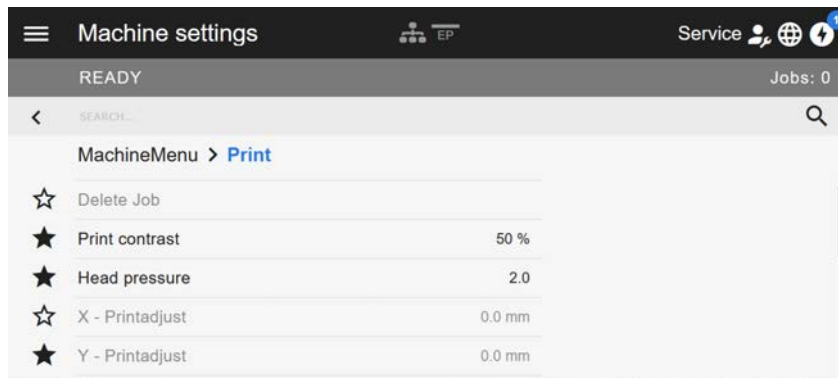 Machine settings EP Service 1
READY Jobs: 0
SEARCH...
MachineMenu > Print
Delete Job
Print contrast 50 %
Head pressure 2.0
X - Printadjust 0.0 mm
Y - Printadjust 0.0 mm